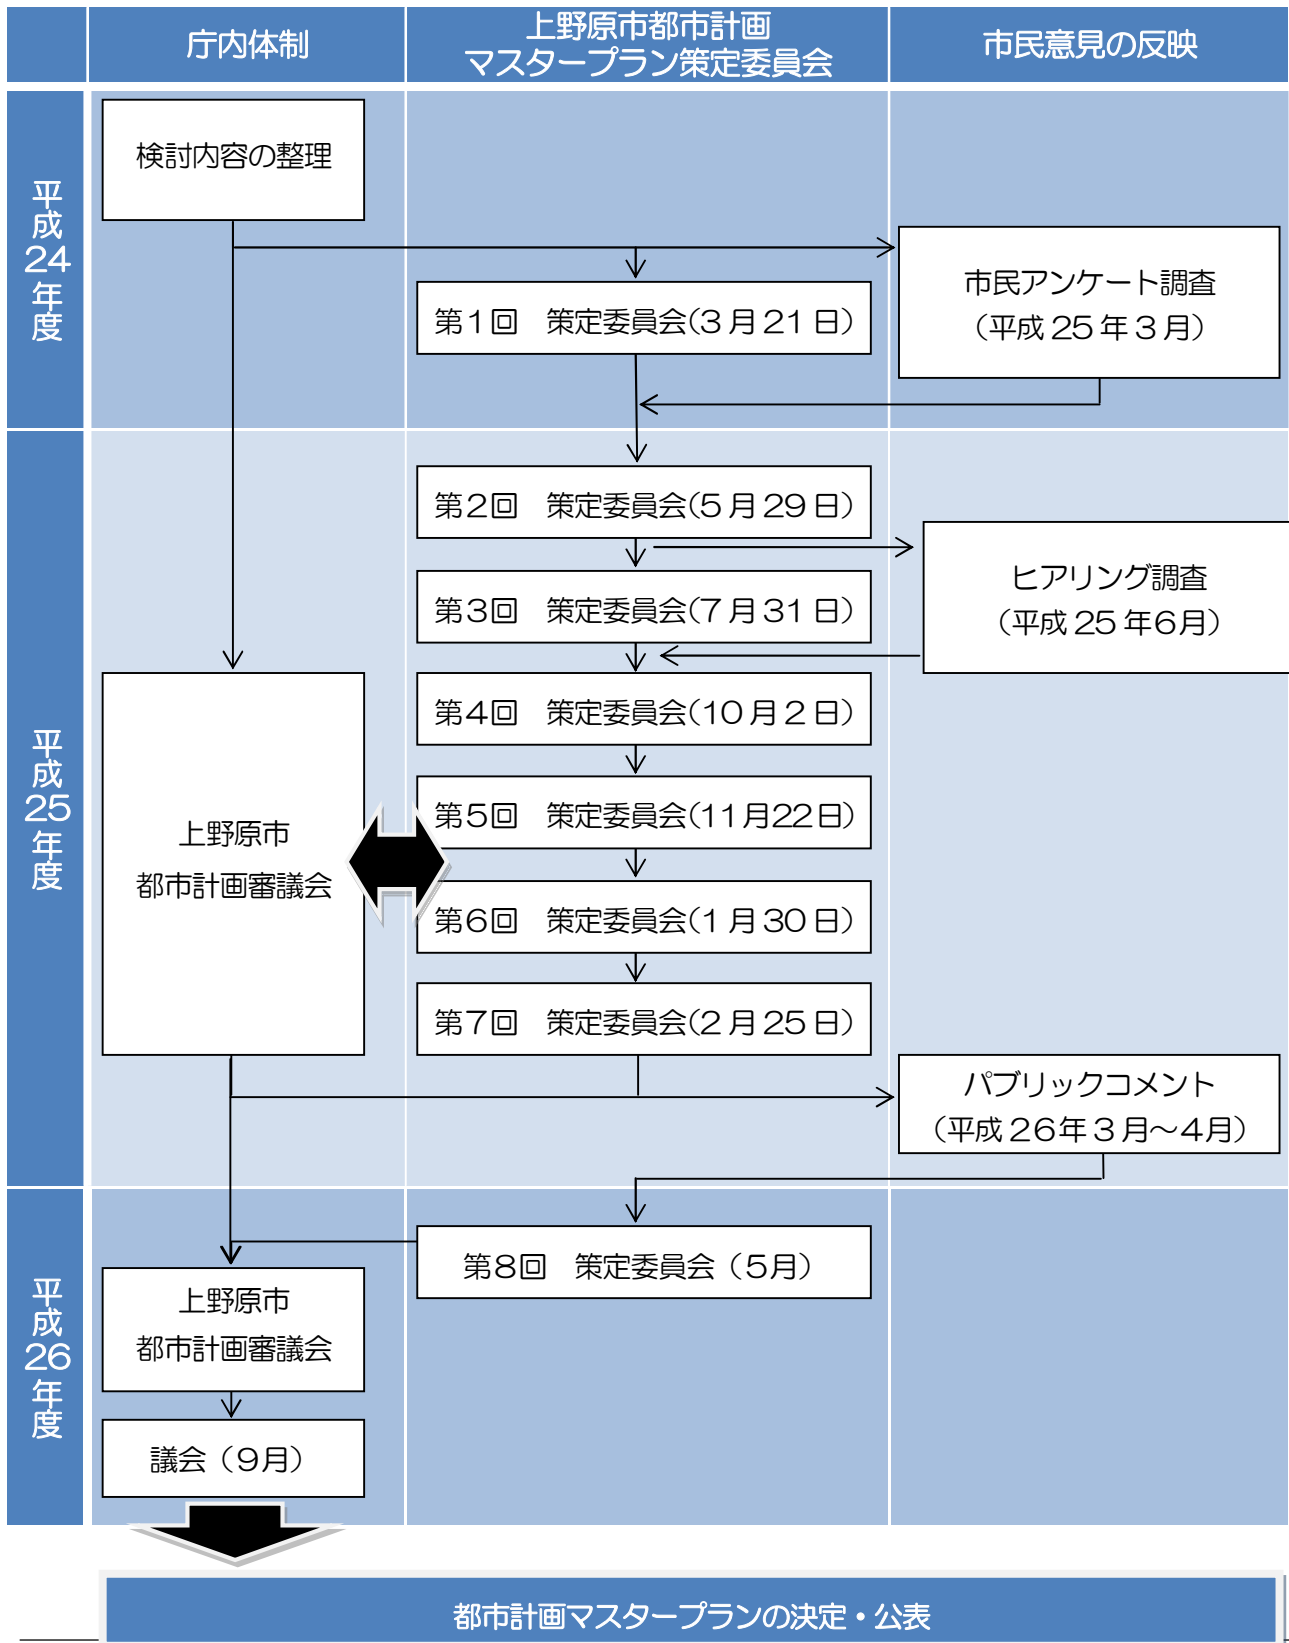 庁内体制
上野原市都市計画
マスタープラン策定委員会
市民意見の反映
平成24年度
検討内容の整理
市民アンケート調査
（平成25年3月）
第1回　策定委員会(3月21日)
平成25年度
第2回　策定委員会(5月29日)
ヒアリング調査
（平成25年6月）
第3回　策定委員会(7月31日)
第4回　策定委員会(10月2日)
上野原市
都市計画審議会
第5回　策定委員会(11月22日)
第6回　策定委員会(1月30日)
第7回　策定委員会(2月25日)
パブリックコメント
（平成26年3月～4月）
平成26年度
第8回　策定委員会（5月）
上野原市
都市計画審議会
議会（9月）
都市計画マスタープランの決定・公表